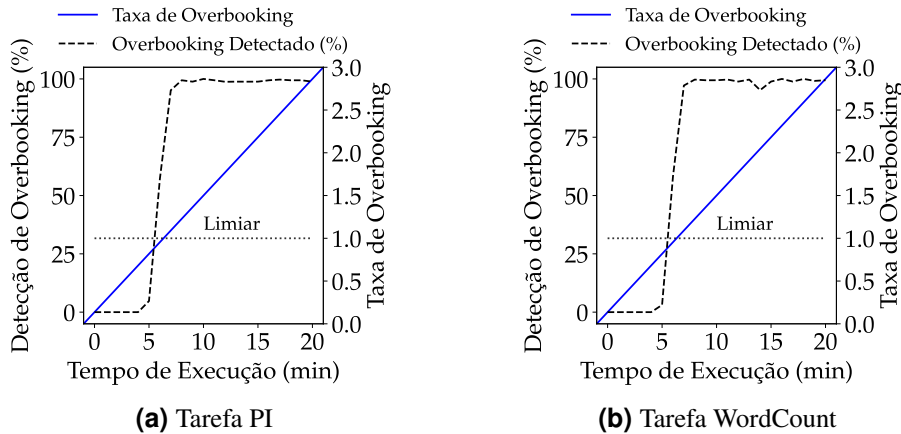 Taxa de Overbooking
Overbooking Detectado (%)
Detecção de Overbooking (%)
100
75
50
25
0
Limiar
3.0
2.5
2.0
1.5
1.0
0.5
0.0
Taxa de Overbooking
0 5 10 15 20
Tempo de Execução (min)
(a) Tarefa PI
Taxa de Overbooking
Overbooking Detectado (%)
Detecção de Overbooking (%)
100
75
50
25
0
Limiar
3.0
2.5
2.0
1.5
1.0
0.5
0.0
Taxa de Overbooking
0 5 10 15 20
Tempo de Execução (min)
(b) Tarefa WordCount